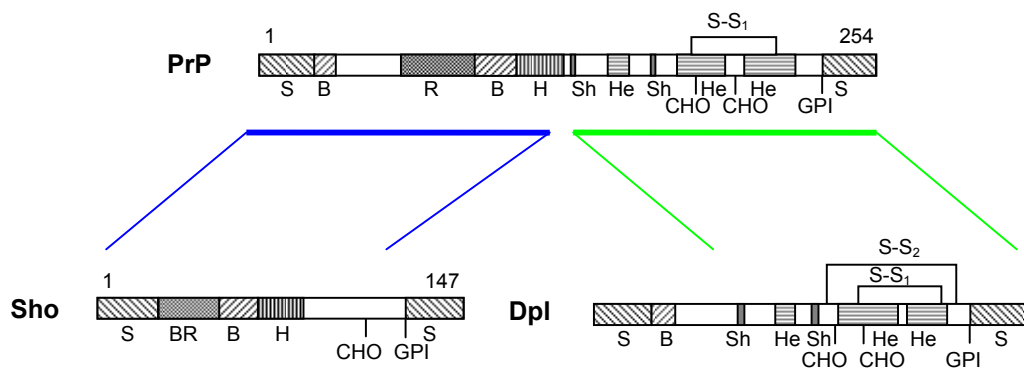 S-S₁
1 254
PrP
S B R B H Sh He Sh He He S
CHO CHO GPI
S-S₂
1 147 S-S₁
Sho Dpl
S BR B H S
CHO GPI
S B Sh He Sh He He S
CHO CHO GPI